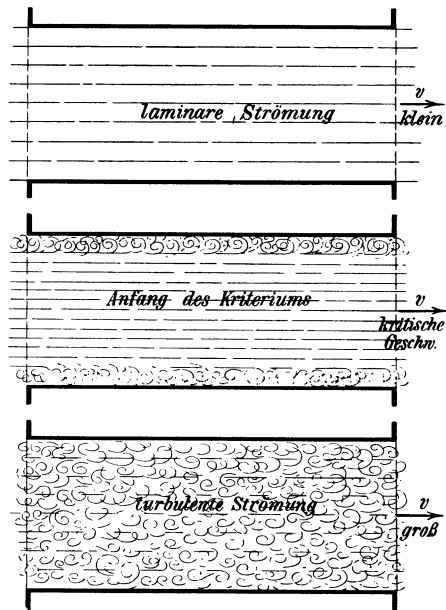 laminare Strömung
v
klein
Anfang des Kriteriums
v
kritische
Geschw.
turbulente Strömung
v
groß